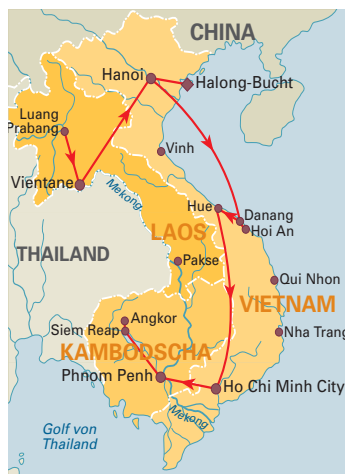 CHINA
Hanoi
Halong-Bucht
Luang
Prabang
Vinh
Vientane
Mekong
Hue
Danang
Hoi An
LAOS
THAILAND
Pakse
Qui Nhon
VIETNAM
Angkor
Siem Reap
Nha Trang
KAMBODSCHA
Phnom Penh
Ho Chi Minh City
Mekong
Golf von
Thailand